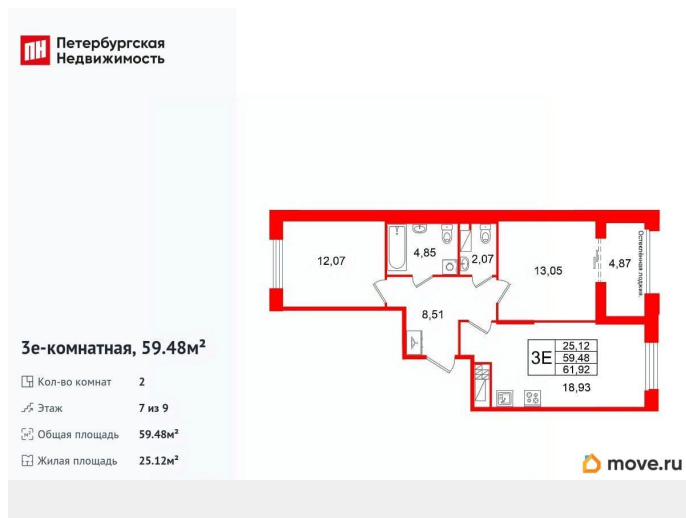 ПН Петербургская
Недвижимость
3е-комнатная, 59.48м²
Кол-во комнат 2
Этаж 7 из 9
Общая площадь 59.48м²
Жилая площадь 25.12м²
12,07
4,85
2,07
13,05
4,87
Остеклённая лоджия
8,51
3Е
25,12
59,48
61,92
18,93
move.ru